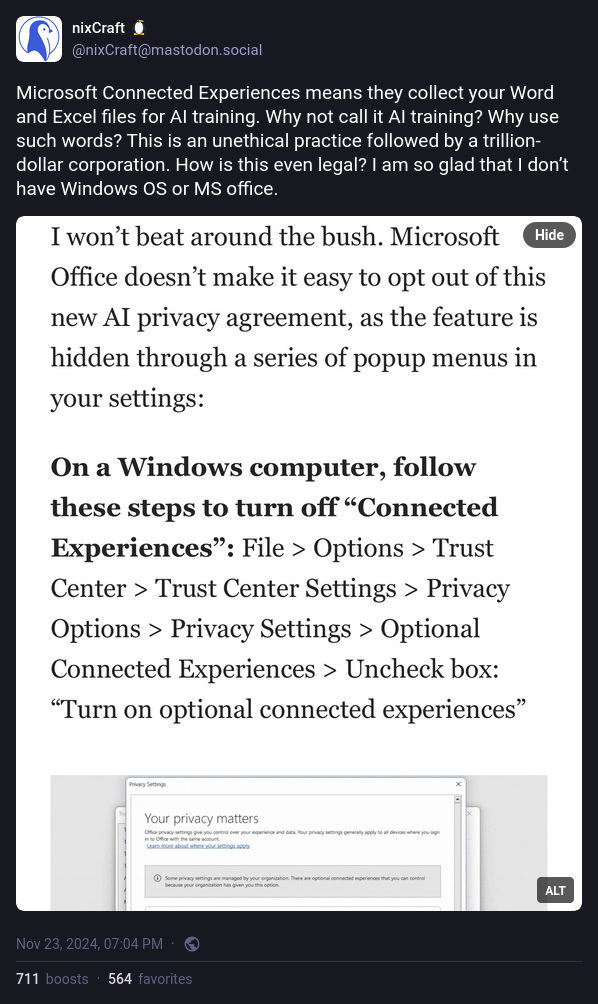 nixCraft 🐧
@nixCraft@mastodon.social
Microsoft Connected Experiences means they collect your Word
and Excel files for AI training. Why not call it AI training? Why use
such words? This is an unethical practice followed by a trillion-
dollar corporation. How is this even legal? I am so glad that I don’t
have Windows OS or MS office.
I won’t beat around the bush. Microsoft
Hide
Office doesn’t make it easy to opt out of this
new AI privacy agreement, as the feature is
hidden through a series of popup menus in
your settings:
On a Windows computer, follow
these steps to turn off “Connected
Experiences”: File > Options > Trust
Center > Trust Center Settings > Privacy
Options > Privacy Settings > Optional
Connected Experiences > Uncheck box:
“Turn on optional connected experiences”
Privacy Settings
Your privacy matters
Office privacy settings give you control over your experience and data. Your privacy settings generally apply to all devices where you sign
in to Office with the same account.
Learn more about where your settings apply
Some privacy settings are managed by your organization. There are optional connected experiences that you can control
because your organization has given you this option.
ALT
Nov 23, 2024, 07:04 PM ·
711 boosts · 564 favorites